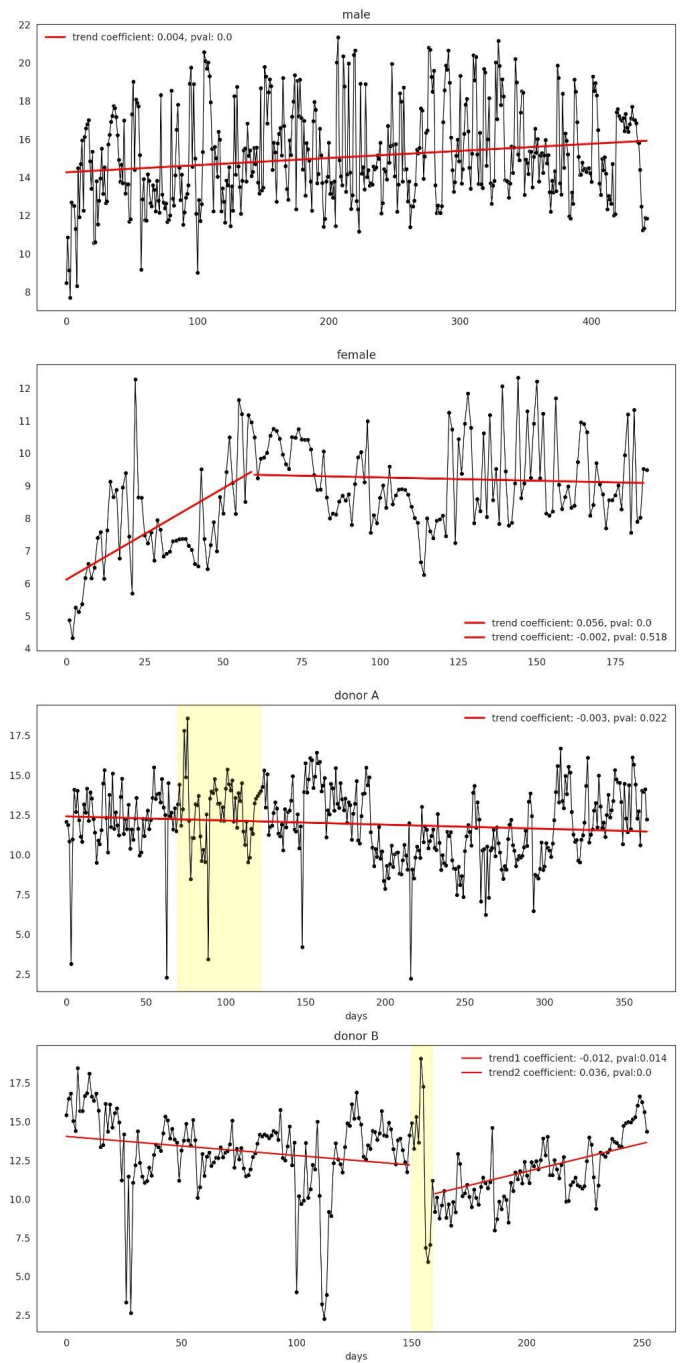 male
trend coefficient: 0.004, pval: 0.0
22
20
18
16
14
12
10
8
0 100 200 300 400
female
12
11
10
9
8
7
6
5
4
trend coefficient: 0.056, pval: 0.0
trend coefficient: -0.002, pval: 0.518
0 25 50 75 100 125 150 175
donor A
trend coefficient: -0.003, pval: 0.022
17.5
15.0
12.5
10.0
7.5
5.0
2.5
0 50 100 150 200 250 300 350
days
donor B
trend1 coefficient: -0.012, pval:0.014
trend2 coefficient: 0.036, pval:0.0
17.5
15.0
12.5
10.0
7.5
5.0
2.5
0 50 100 150 200 250
days